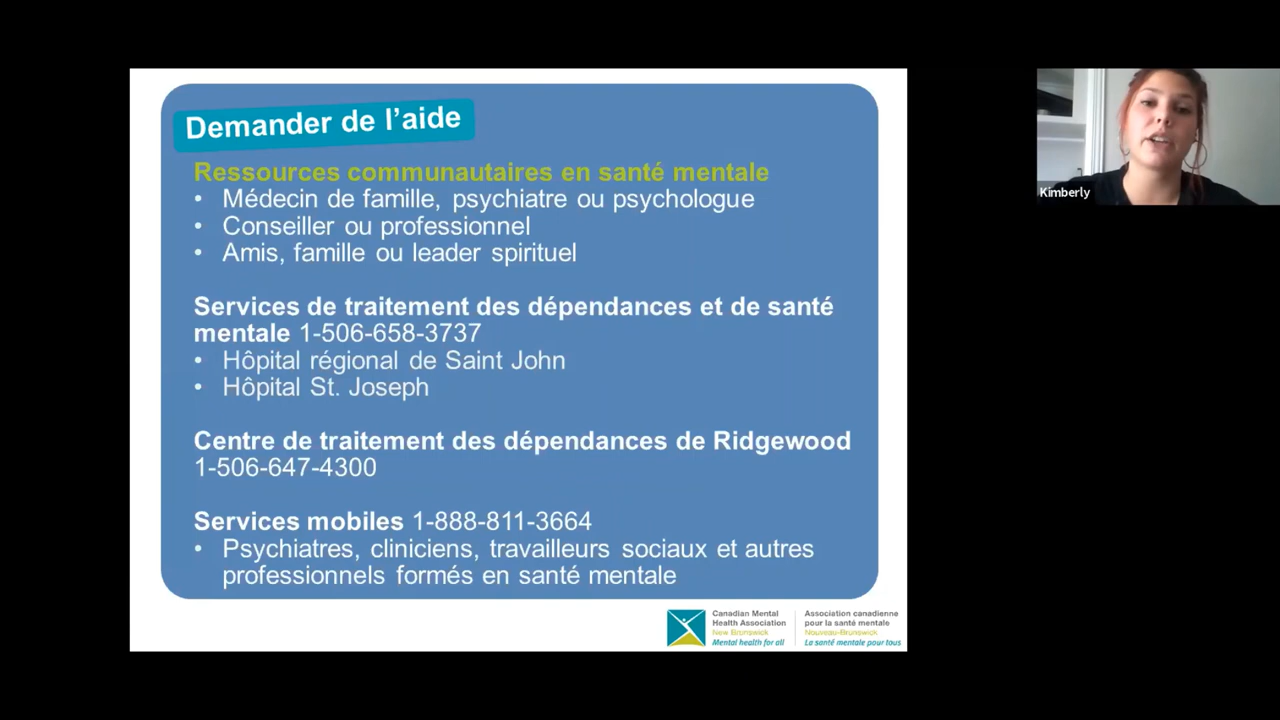 Demander de l'aide
Ressources communautaires en santé mentale
• Médecin de famille, psychiatre ou psychologue
• Conseiller ou professionnel
• Amis, famille ou leader spirituel
Services de traitement des dépendances et de santé
mentale 1-506-658-3737
• Hôpital régional de Saint John
• Hôpital St. Joseph
Centre de traitement des dépendances de Ridgewood
1-506-647-4300
Services mobiles 1-888-811-3664
• Psychiatres, cliniciens, travailleurs sociaux et autres
professionnels formés en santé mentale
Canadian Mental
Health Association
New Brunswick
Mental health for all
Association canadienne
pour la santé mentale
Nouveau-Brunswick
La santé mentale pour tous
Kimberly